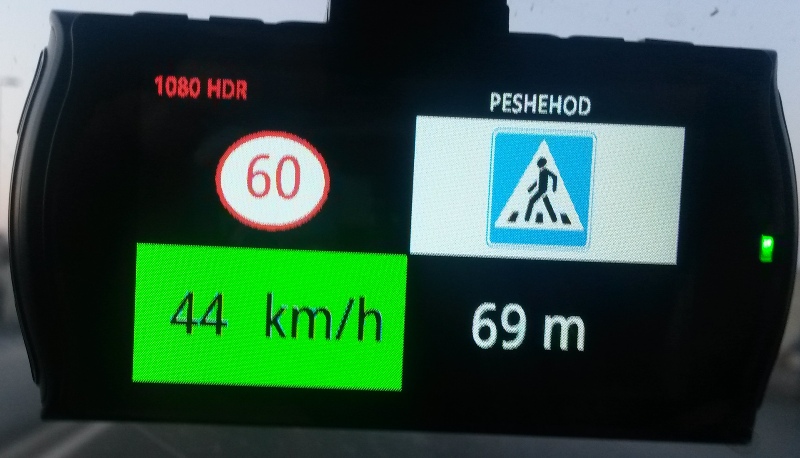 1080 HDR
PESHEHOD
60
44 km/h
69 m